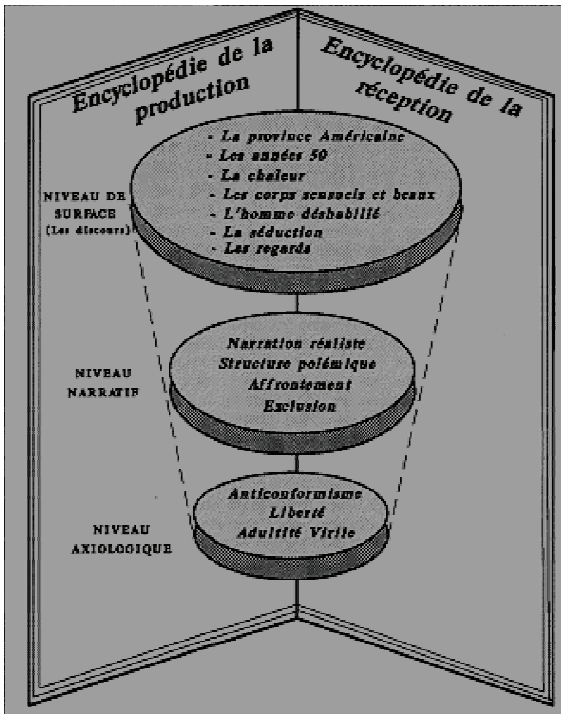 Encyclopédie de la
production
Encyclopédie de la
réception
- La province Américaine
- Les années 50
- La chaleur
- Les corps sensuels et beaux
- L'homme déshabillé
- La séduction
- Les regards
NIVEAU DE
SURFACE
(Les discours)
Narration réaliste
Structure polémique
Affrontement
Exclusion
NIVEAU
NARRATIF
Anticonformisme
Liberté
Adultité Virile
NIVEAU
AXIOLOGIQUE